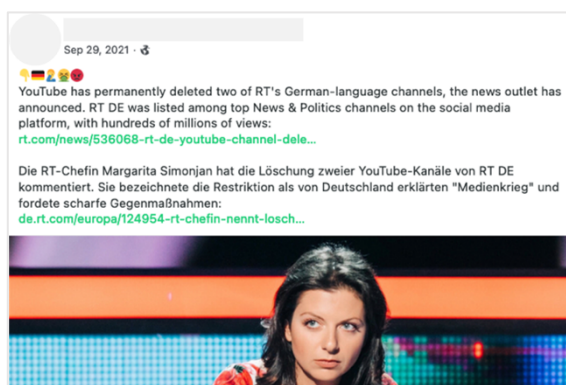 Sep 29, 2021 ·
YouTube has permanently deleted two of RT's German-language channels, the news outlet has
announced. RT DE was listed among top News & Politics channels on the social media
platform, with hundreds of millions of views:
rt.com/news/536068-rt-de-youtube-channel-dele...
Die RT-Chefin Margarita Simonjan hat die Löschung zweier YouTube-Kanäle von RT DE
kommentiert. Sie bezeichnete die Restriktion als von Deutschland erklärten "Medienkrieg" und
fordete scharfe Gegenmaßnahmen:
de.rt.com/europa/124954-rt-chefin-nennt-losch...